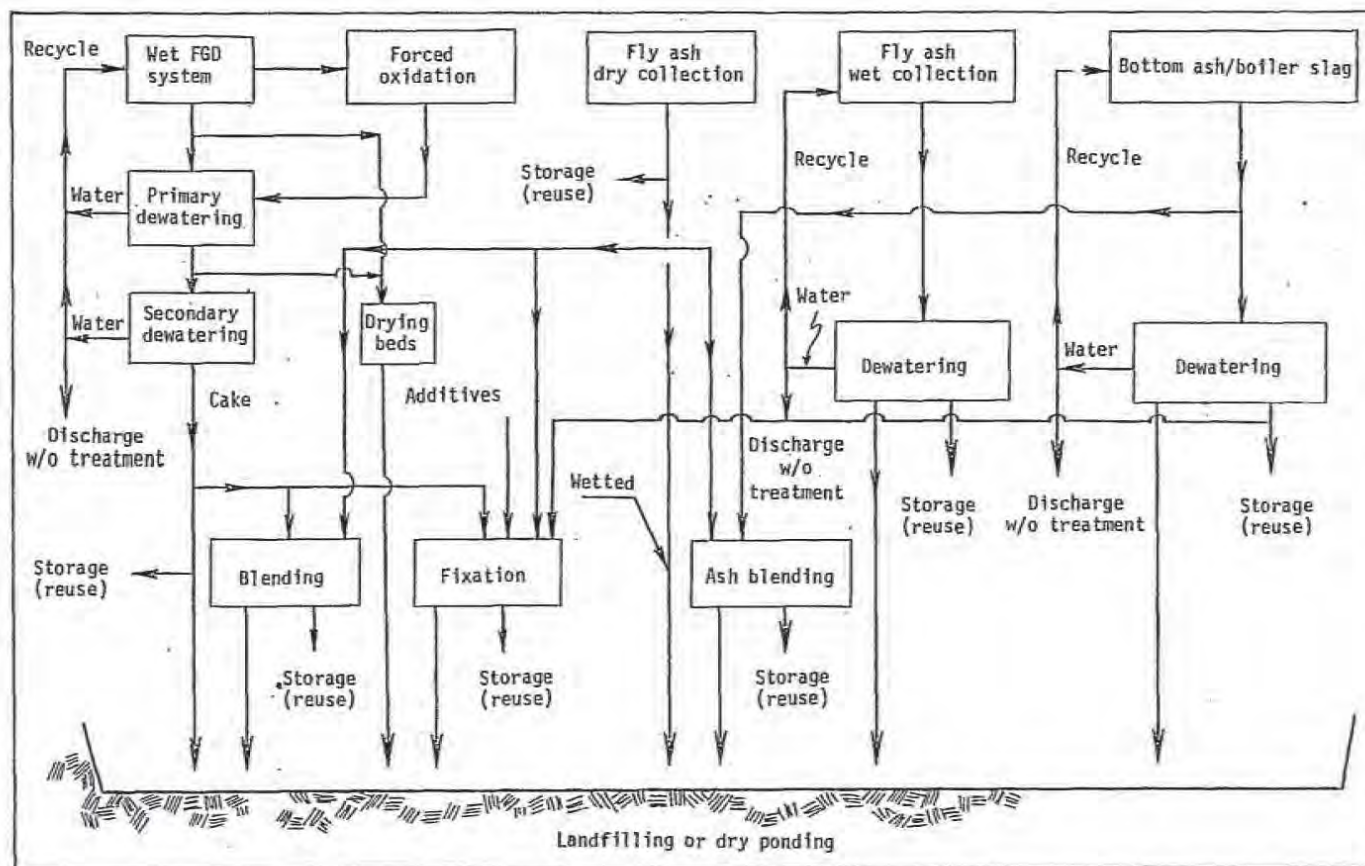 Recycle
Wet FGD
system
Forced
oxidation
Fly ash
dry collection
Fly ash
wet collection
Bottom ash/boiler slag
Storage
(reuse)
Recycle
Recycle
Water
Primary
dewatering
Water
Secondary
dewatering
Drying
beds
Water
Dewatering
Water
Dewatering
Cake
Additives
Discharge
w/o treatment
Discharge
w/o
treatment
Wetted
Storage
(reuse)
Discharge
w/o treatment
Storage
(reuse)
Storage
(reuse)
Blending
Fixation
Ash blending
Storage
(reuse)
Storage
(reuse)
Storage
(reuse)
Landfilling or dry ponding